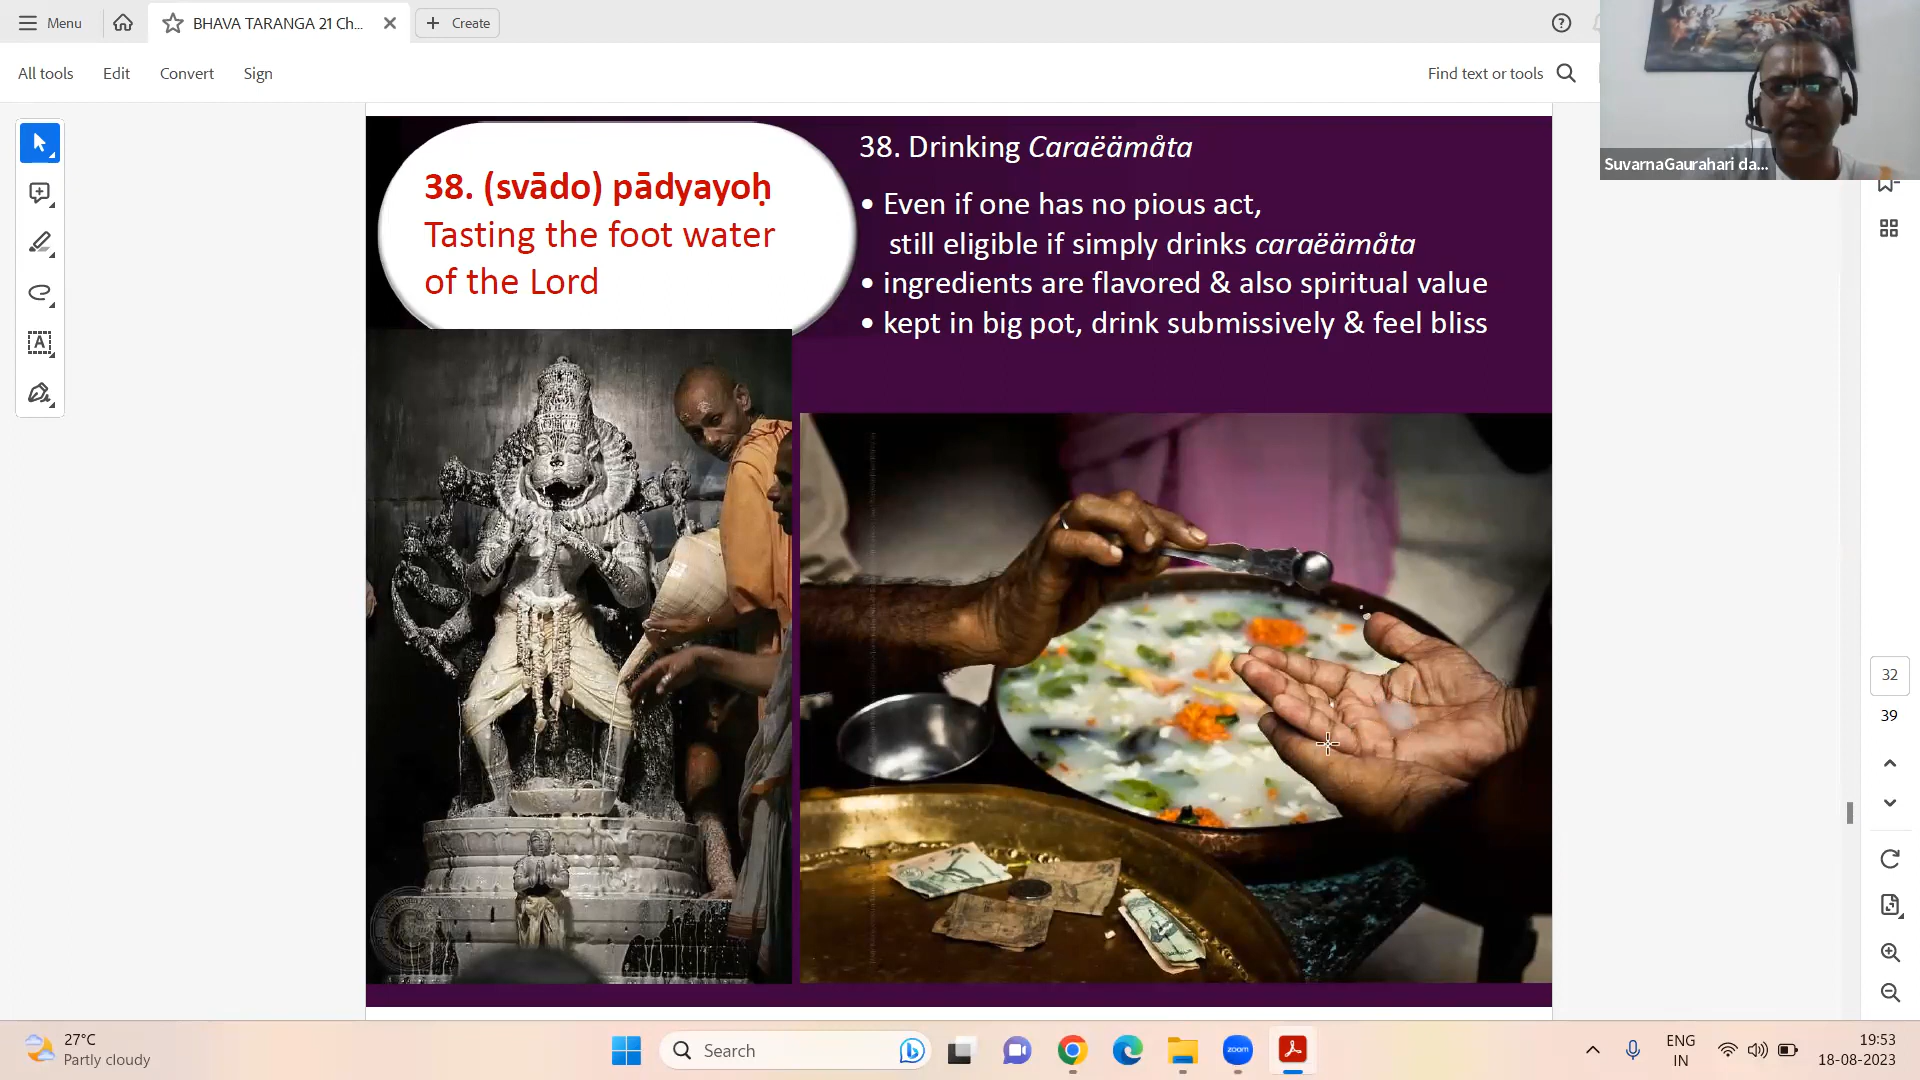 Menu
BHAVA TARANGA 21 Ch...
Create
All tools
Edit
Convert
Sign
Find text or tools
SuvarnaGaurahari da...
38. (svādo) pādyayoḥ
Tasting the foot water
of the Lord
38. Drinking Caraëämåta
• Even if one has no pious act,
still eligible if simply drinks caraëämåta
• ingredients are flavored & also spiritual value
• kept in big pot, drink submissively & feel bliss
32
39
27°C
Partly cloudy
Search
zoom
ENG
IN
19:53
18-08-2023